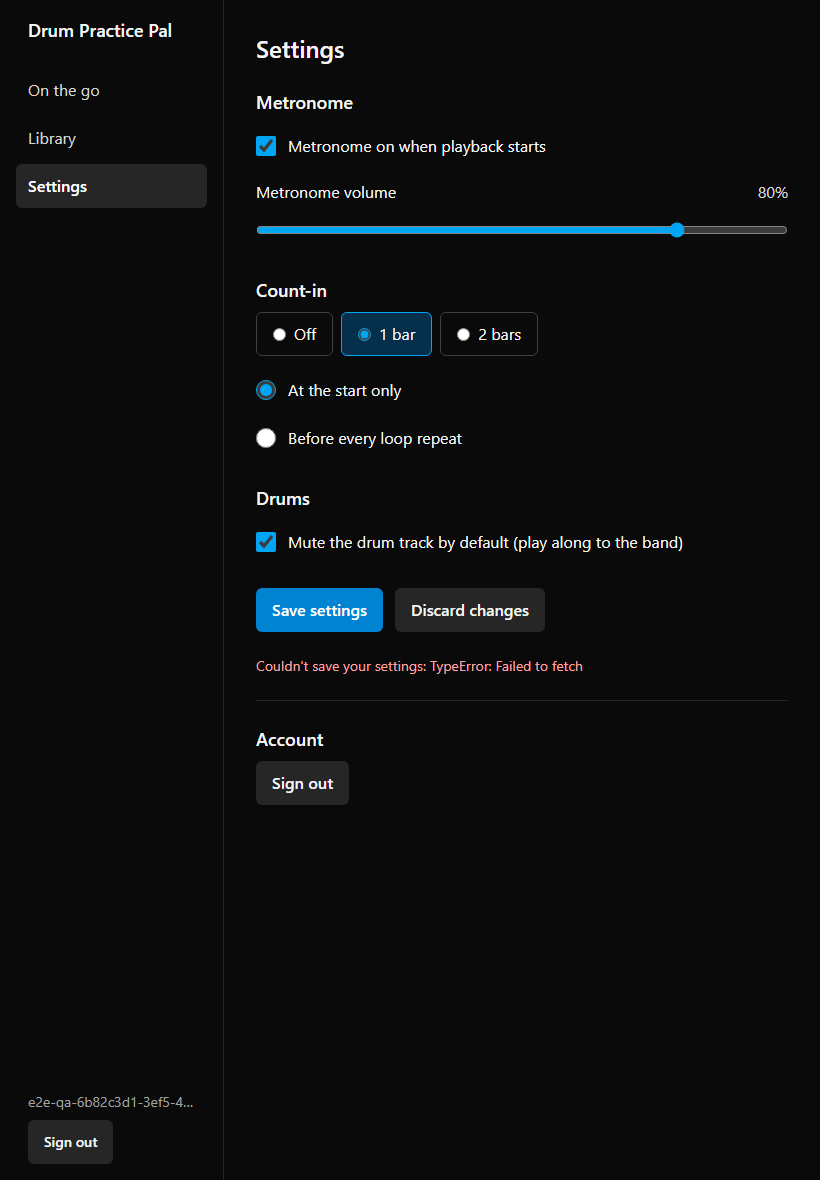 Drum Practice Pal
On the go
Library
Settings
e2e-qa-6b82c3d1-3ef5-4...
Sign out
Settings
Metronome
Metronome on when playback starts
Metronome volume 80%
Count-in
Off 1 bar 2 bars
At the start only
Before every loop repeat
Drums
Mute the drum track by default (play along to the band)
Save settings Discard changes
Couldn't save your settings: TypeError: Failed to fetch
Account
Sign out